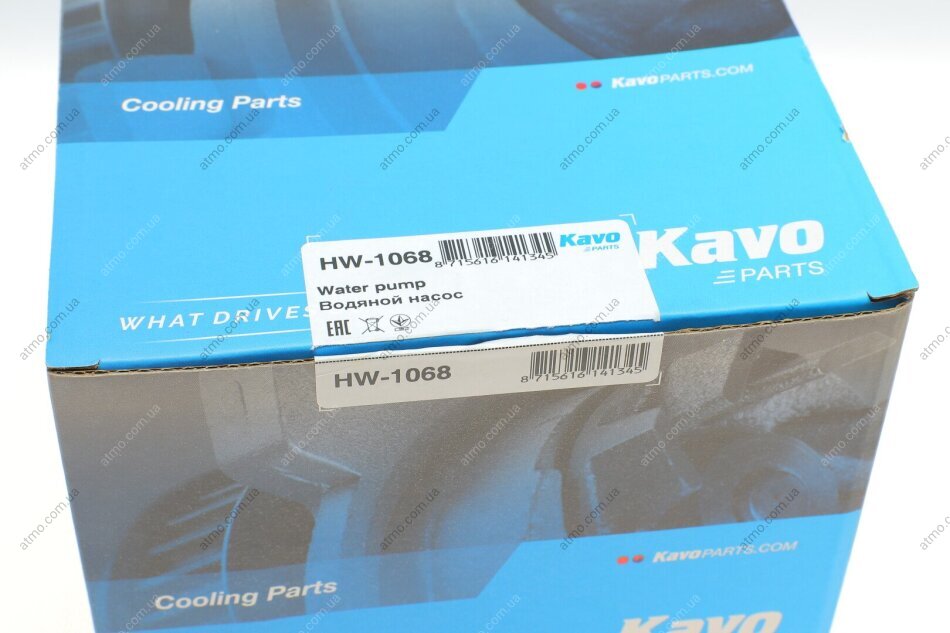 Cooling Parts
KavoPARTS.COM
Kavo
PARTS
WHAT DRIVES
HW-1068
8 715616 141345
Kavo
PARTS
Water pump
Водяной насос
EAC
HW-1068
8 715616 141345
KavoPARTS.COM
Cooling Parts
Kavo
atmo.com.ua